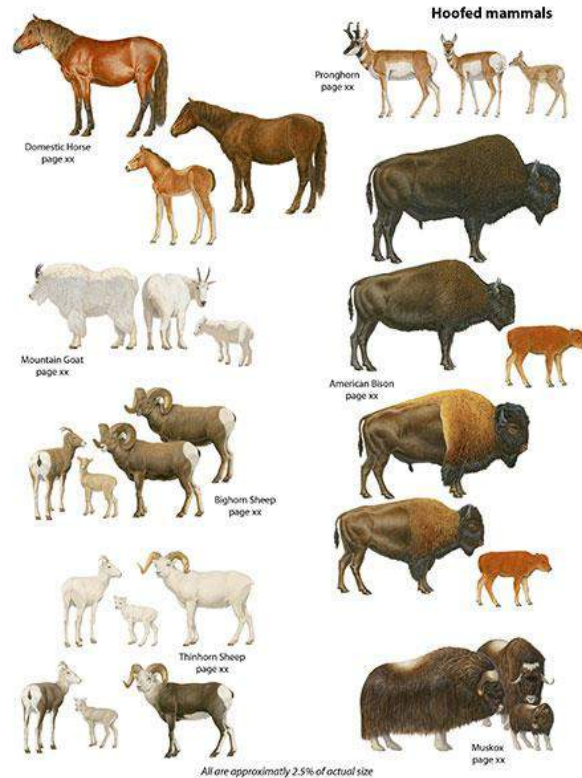 Hoofed mammals
Pronghorn
page xx
Domestic Horse
page xx
Mountain Goat
page xx
American Bison
page xx
Bighorn Sheep
page xx
Thinhorn Sheep
page xx
Muskox
page xx
All are approximatly 2.5% of actual size